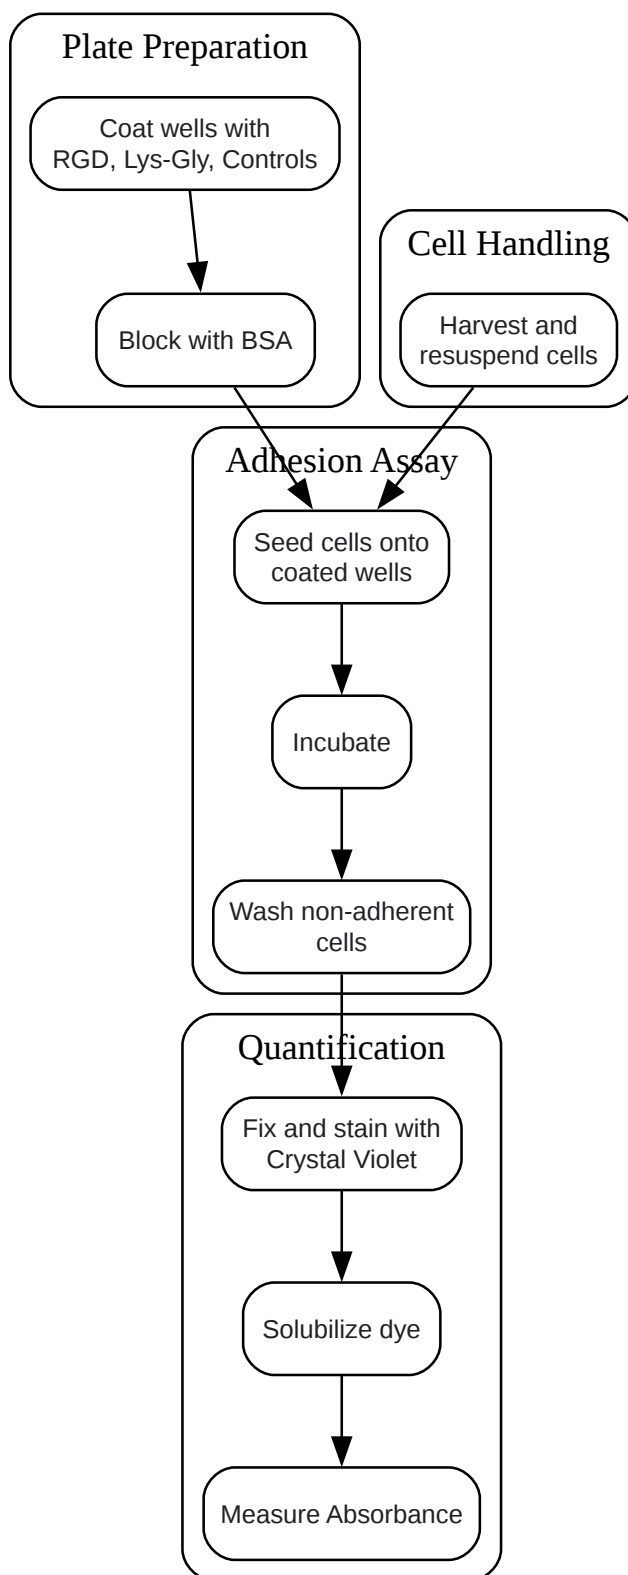 Plate Preparation
Coat wells with
RGD, Lys-Gly, Controls
Block with BSA
Cell Handling
Harvest and
resuspend cells
Adhesion Assay
Seed cells onto
coated wells
Incubate
Wash non-adherent
cells
Quantification
Fix and stain with
Crystal Violet
Solubilize dye
Measure Absorbance